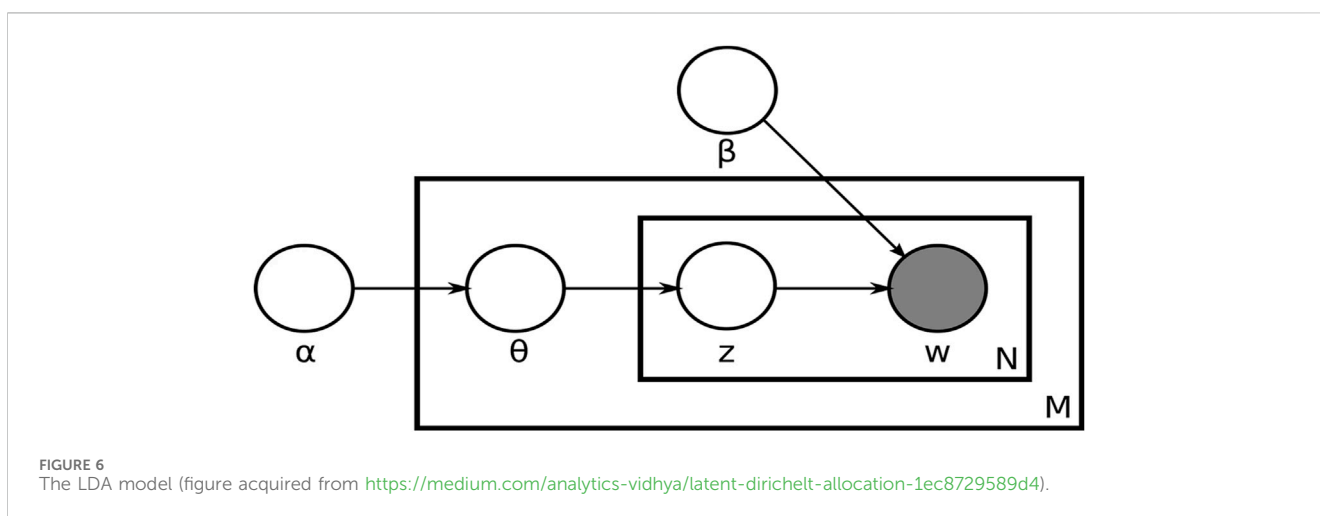 β
α
θ
z
w
N
M
FIGURE 6
The LDA model (figure acquired from https://medium.com/analytics-vidhya/latent-dirichelt-allocation-1ec8729589d4).